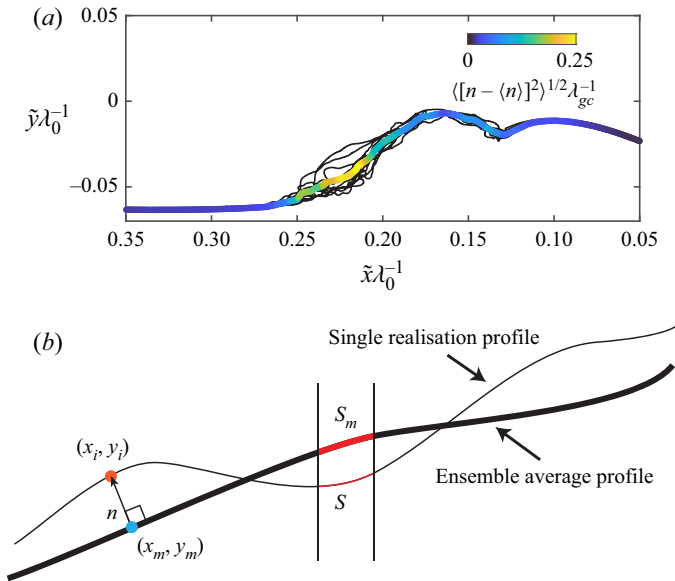 (a)
0.05
0
−0.05
ỹλ₀⁻¹
0 0.25
⟨[n − ⟨n⟩]²⟩^{1/2}λ_{gc}⁻¹
0.35 0.30 0.25 0.20 0.15 0.10 0.05
x̃λ₀⁻¹
(b)
Single realisation profile
S_m
(x_i, y_i)
Ensemble average profile
S
n
(x_m, y_m)